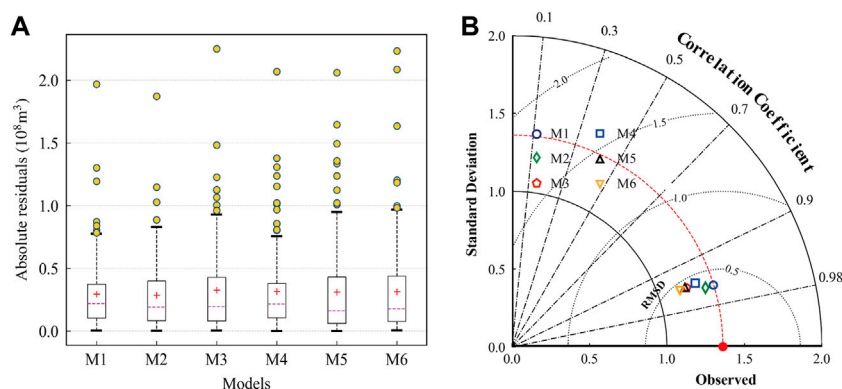 A
Absolute residuals (10⁸m³)
2.0
1.5
1.0
0.5
0.0
M1 M2 M3 M4 M5 M6
Models
B
Standard Deviation
2.0
1.5
1.0
0.5
0.0
0.1
0.3
0.5
0.7
0.9
0.98
Correlation Coefficient
2.0
1.5
1.0
0.5
RMSD
M1 M4
M2 M5
M3 M6
0.0 0.5 1.0 1.5 2.0
Observed